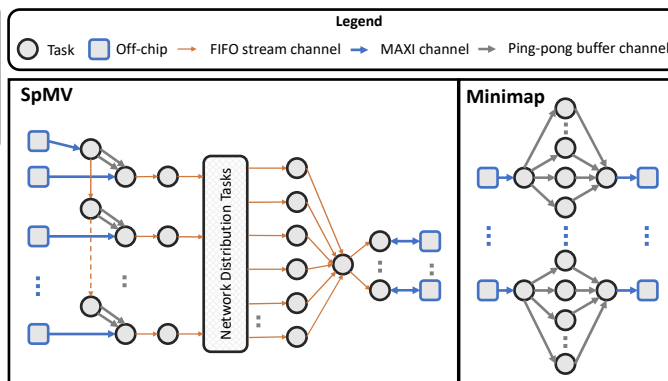 Legend
Task
Off-chip
FIFO stream channel
MAXI channel
Ping-pong buffer channel
SpMV
Network Distribution Tasks
Minimap